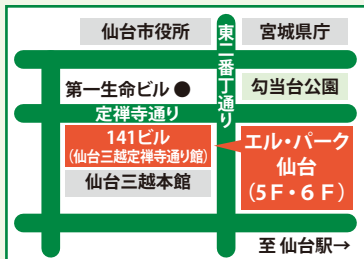 仙台市役所
宮城県庁
東二番丁通り
第一生命ビル●
勾当台公園
定禅寺通り
141ビル
(仙台三越定禅寺通り館)
エル・パーク
仙台
(5F・6F)
仙台三越本館
至 仙台駅→